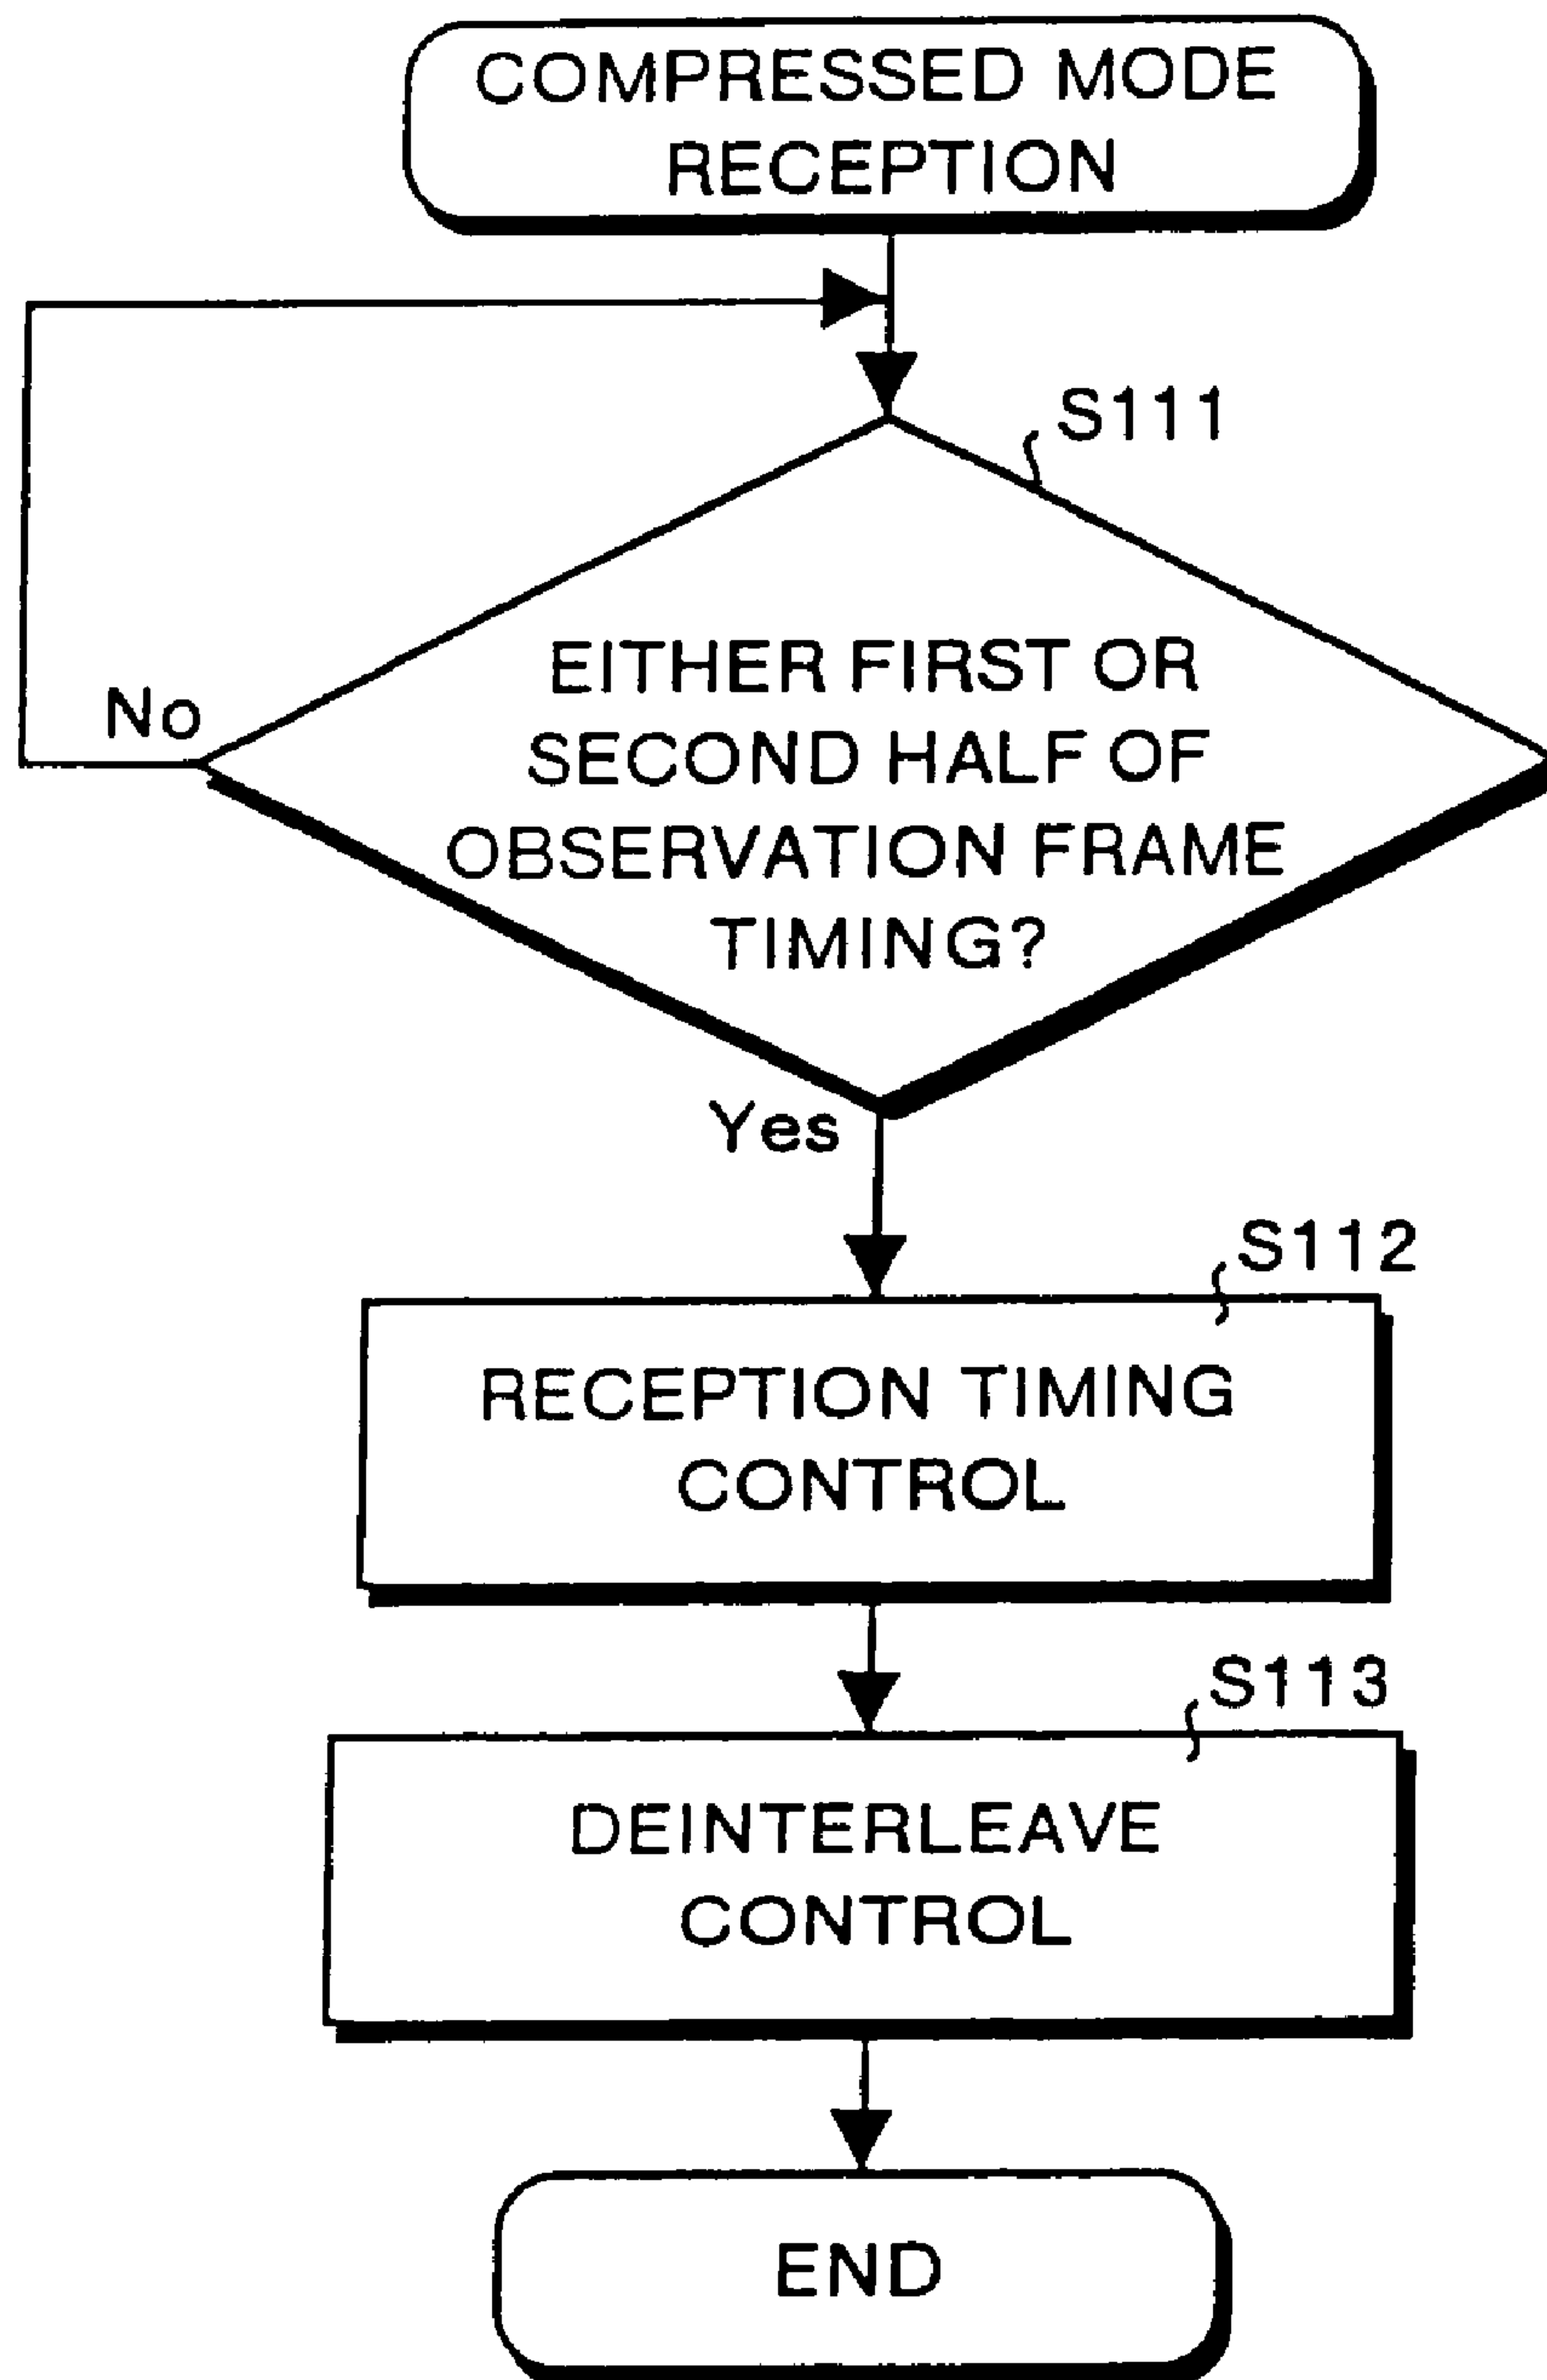 COMPRESSED MODE
RECEPTION
S111
EITHER FIRST OR
SECOND HALF OF
OBSERVATION FRAME
TIMING?
No
Yes
S112
RECEPTION TIMING
CONTROL
S113
DEINTERLEAVE
CONTROL
END